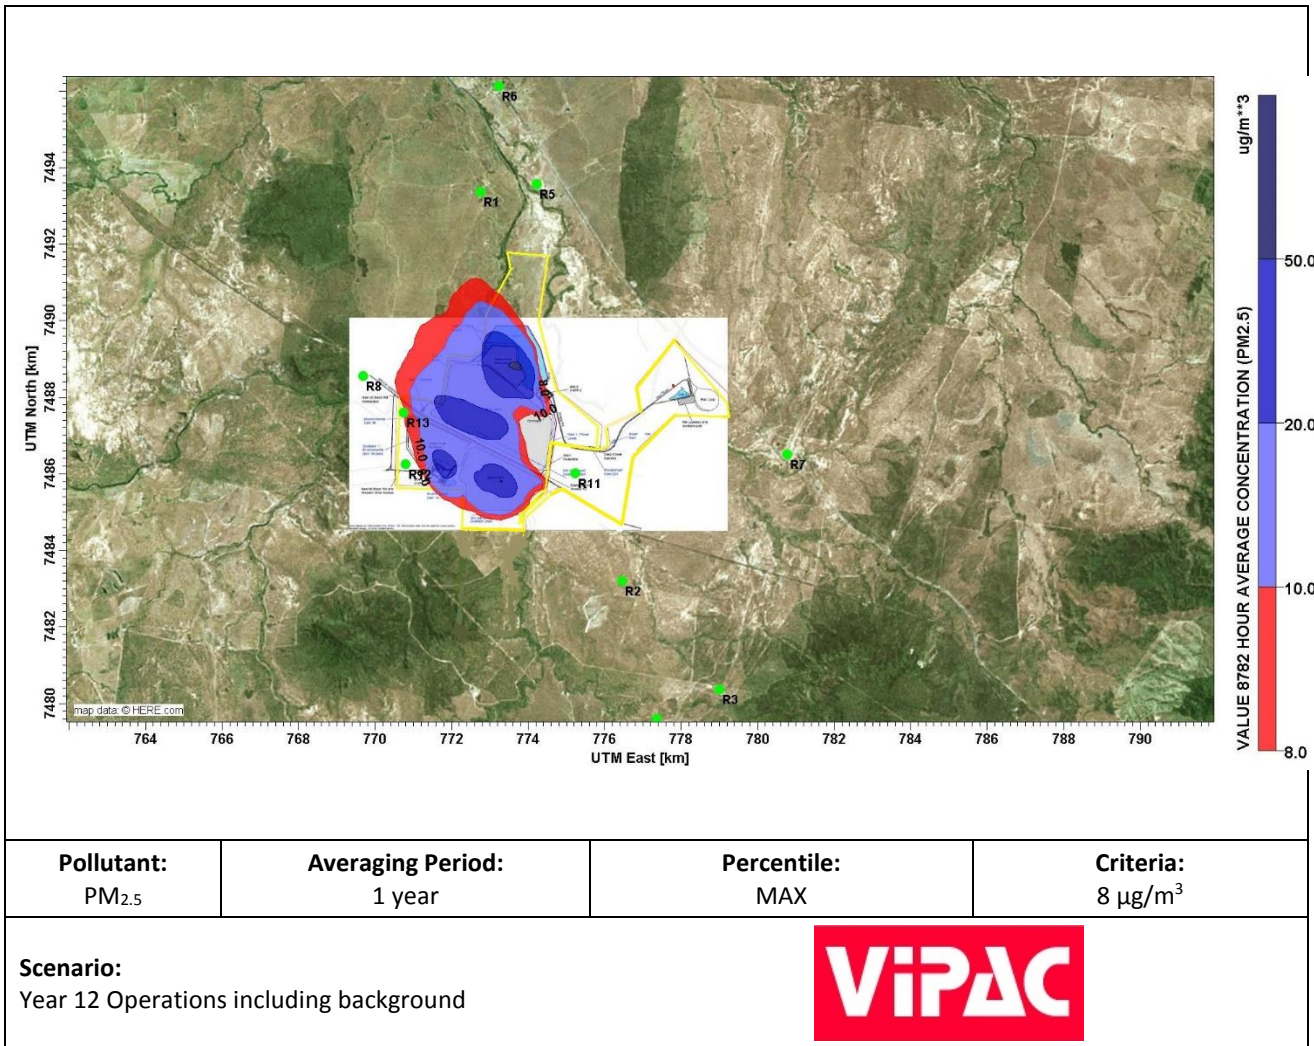 R6
R5
R1
R8
R13
R12
R11
R7
R2
R3
8.0
10.0
10.0
map data: © HERE.com
7494
7492
7490
7488
7486
7484
7482
7480
UTM North [km]
764 766 768 770 772 774 776 778 780 782 784 786 788 790
UTM East [km]
ug/m**3
VALUE 8782 HOUR AVERAGE CONCENTRATION (PM2.5)
50.0
20.0
10.0
8.0
Pollutant: Averaging Period: Percentile: Criteria:
PM2.5 1 year MAX 8 µg/m³
Scenario:
Year 12 Operations including background
ViPAC